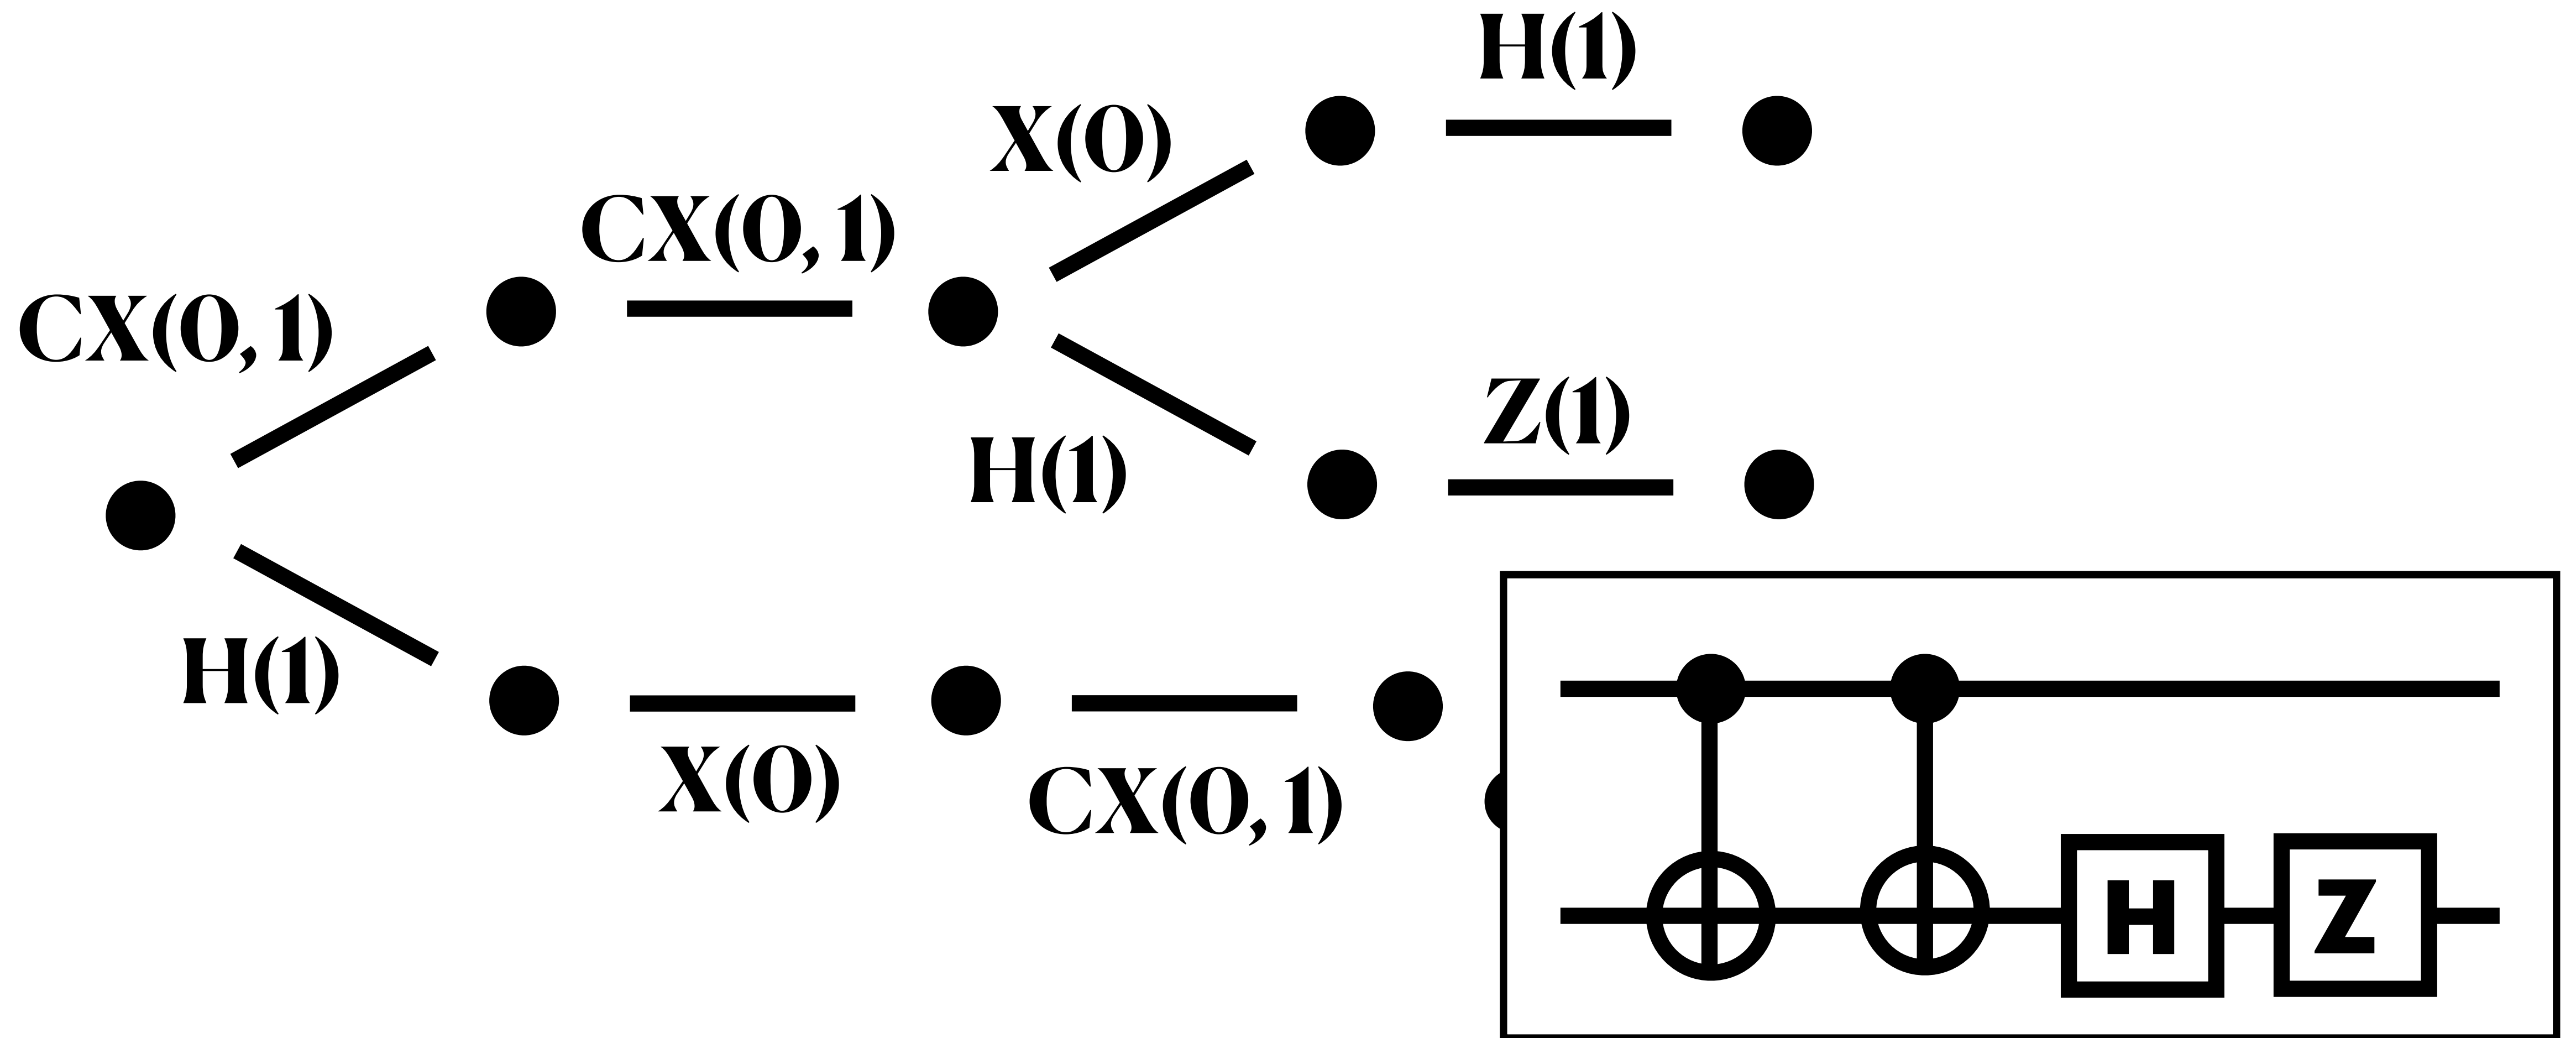 H(1)
X(0)
CX(0, 1)
CX(0, 1)
Z(1)
H(1)
H(1)
X(0)
CX(0, 1)
H Z